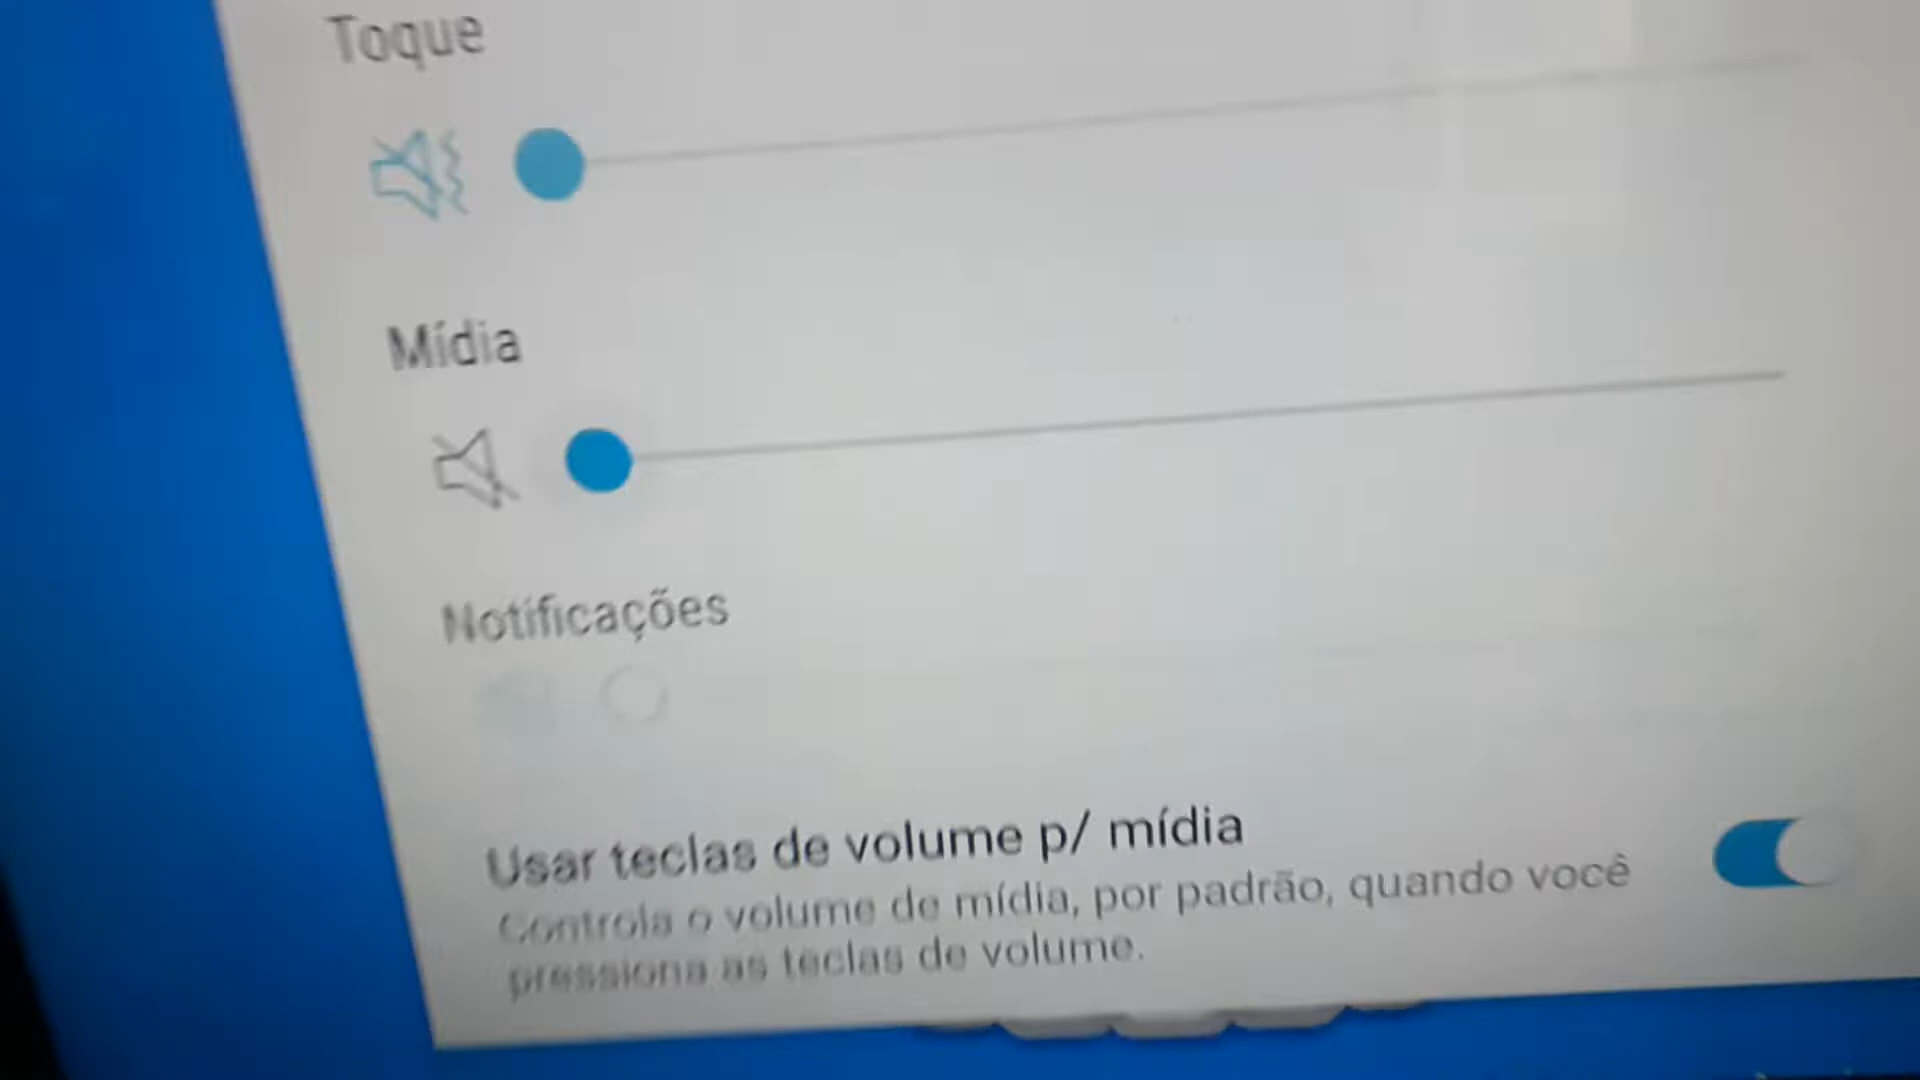 Toque
Mídia
Notificações
Usar teclas de volume p/ mídia
Controla o volume de mídia, por padrão, quando você
pressiona as teclas de volume.